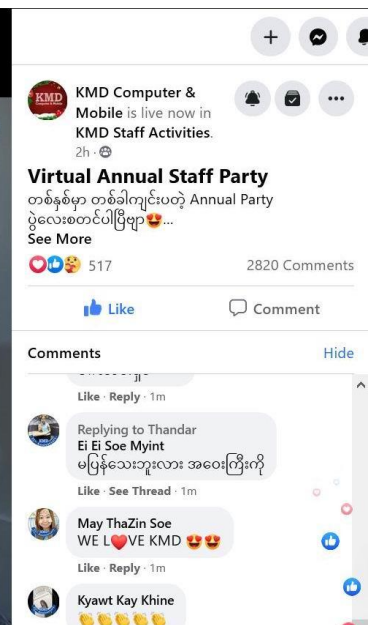 KMD
KMD Computer &
Mobile is live now in
KMD Staff Activities.
2h ·
Virtual Annual Staff Party
တစ်နှစ်မှာ တစ်ခါကျင်းပတဲ့ Annual Party
ပွဲလေးစတင်ပါပြီဗျာ😍...
See More
517
2820 Comments
Like
Comment
Comments
Hide
Like · Reply · 1m
Replying to Thandar
Ei Ei Soe Myint
မပြန်သေးဘူးလား အဝေးကြီးကို
Like · See Thread · 1m
May ThaZin Soe
WE L❤️VE KMD 😍😍
Like · Reply · 1m
Kyawt Kay Khine
👏👏👏👏👏